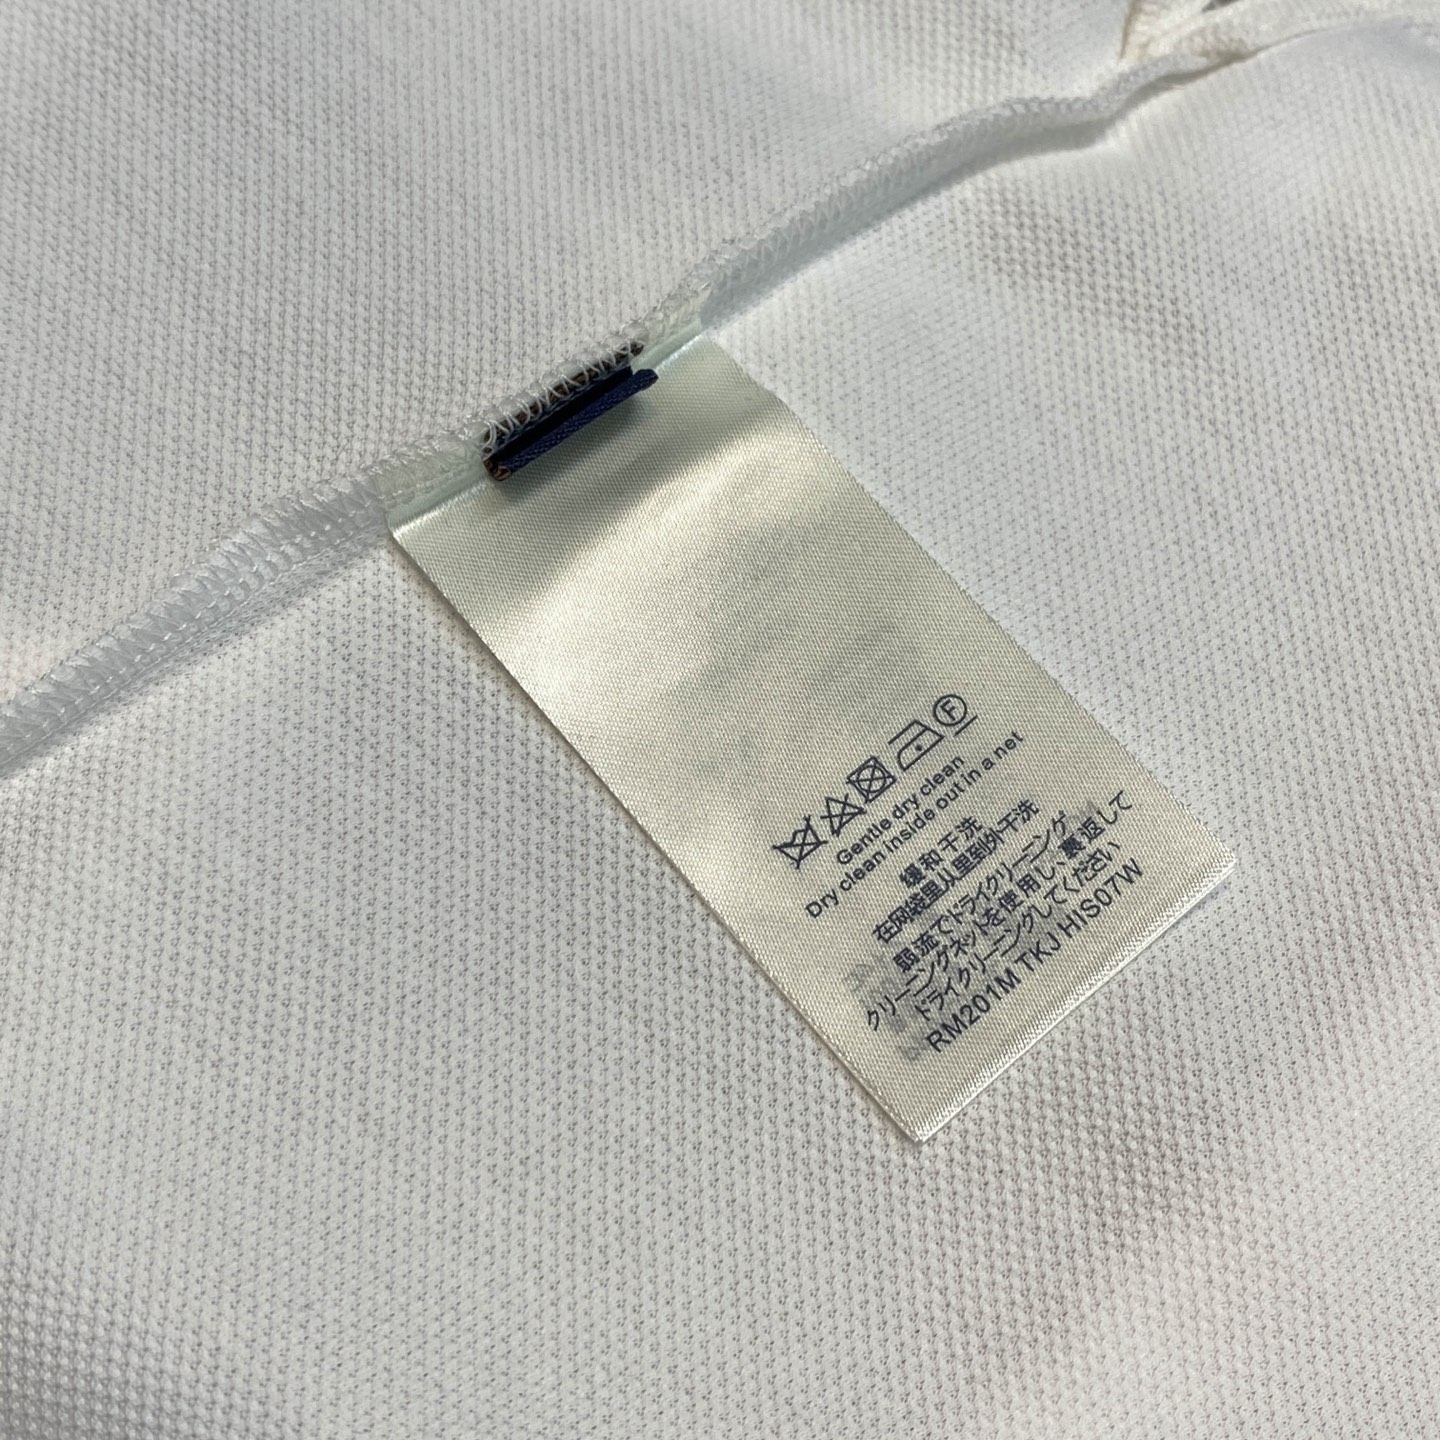 F
Gentle dry clean
Dry clean inside out in a net
缓和干洗
在网袋里从里到外干洗
弱流でドライクリーニング
クリーニングネットを使用し、裏返して
ドライクリーニングしてください
RM201M TKJ HIS07W